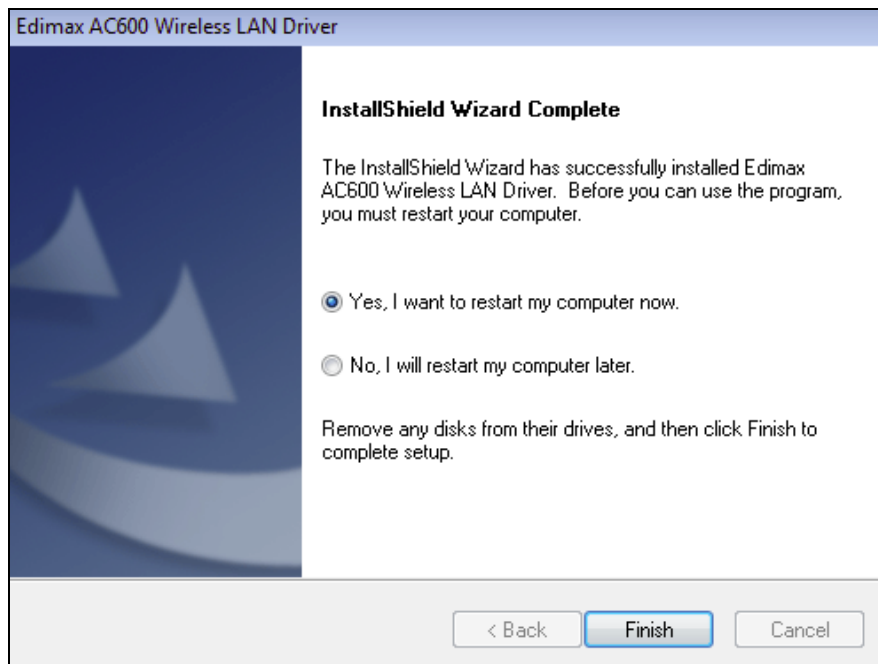 Edimax AC600 Wireless LAN Driver
InstallShield Wizard Complete
The InstallShield Wizard has successfully installed Edimax
AC600 Wireless LAN Driver. Before you can use the program,
you must restart your computer.
Yes, I want to restart my computer now.
No, I will restart my computer later.
Remove any disks from their drives, and then click Finish to
complete setup.
< Back Finish Cancel